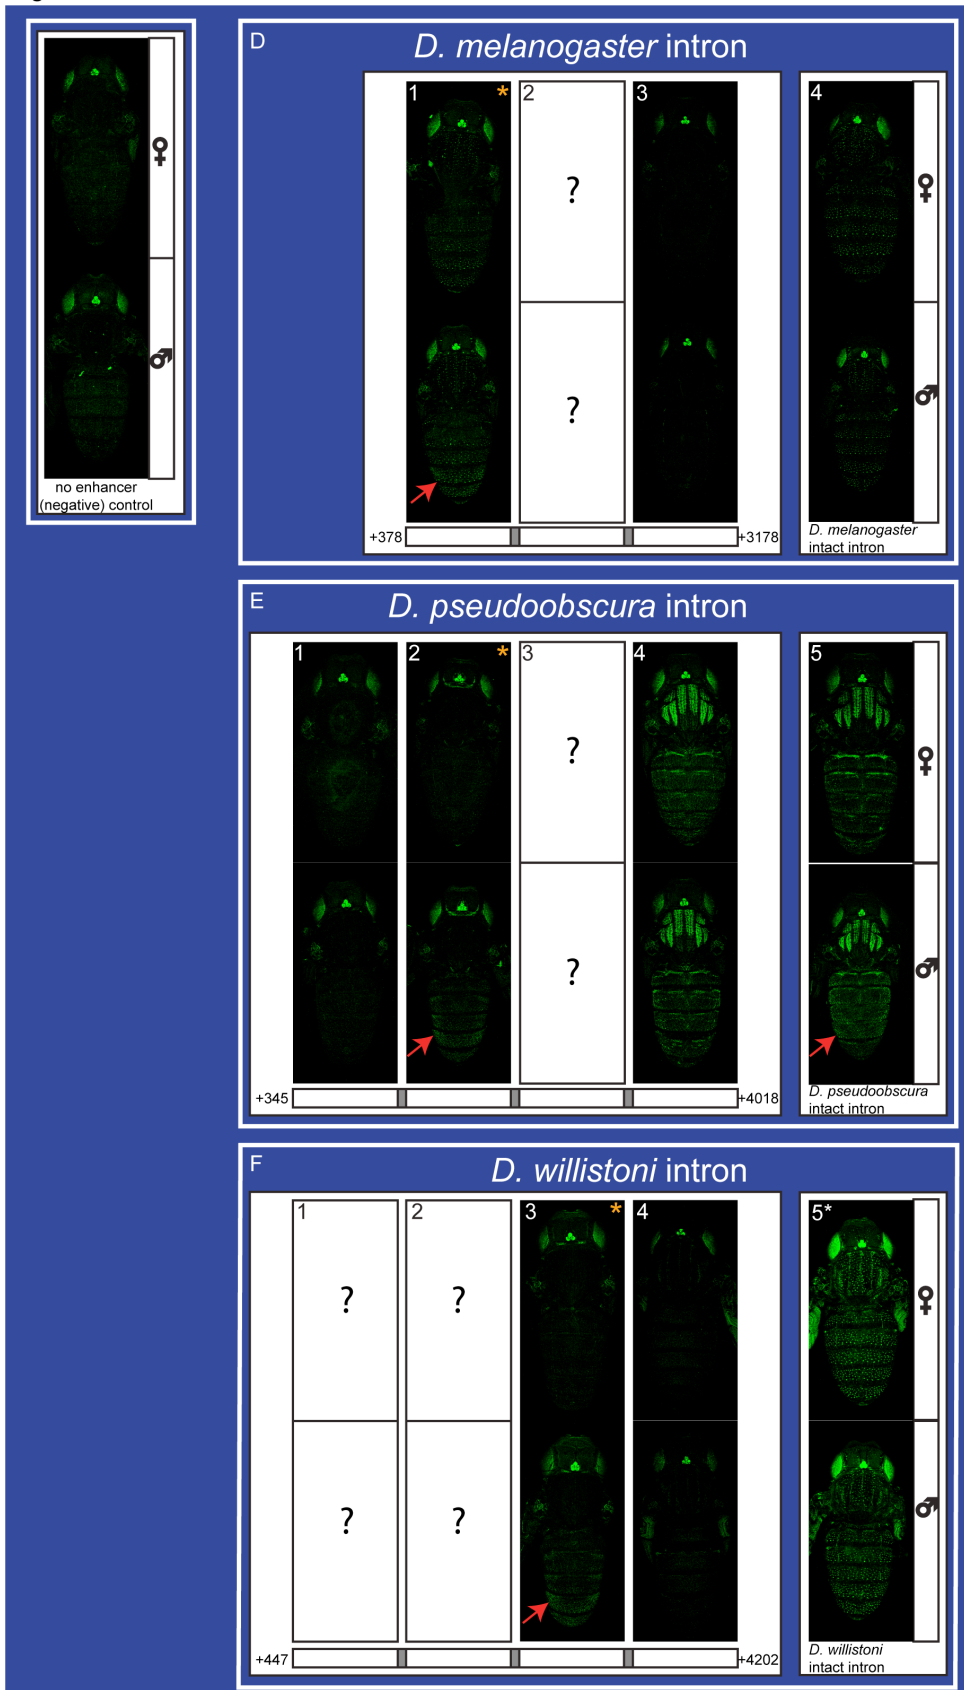 ♀
♂
no enhancer
(negative) control
D
D. melanogaster intron
1
*
2
3
4
?
?
♀
♂
+378
+3178
D. melanogaster
intact intron
E
D. pseudoobscura intron
1
2
*
3
4
5
?
?
♀
♂
+345
+4018
D. pseudoobscura
intact intron
F
D. willistoni intron
1
2
3
*
4
5*
?
?
?
?
♀
♂
+447
+4202
D. willistoni
intact intron